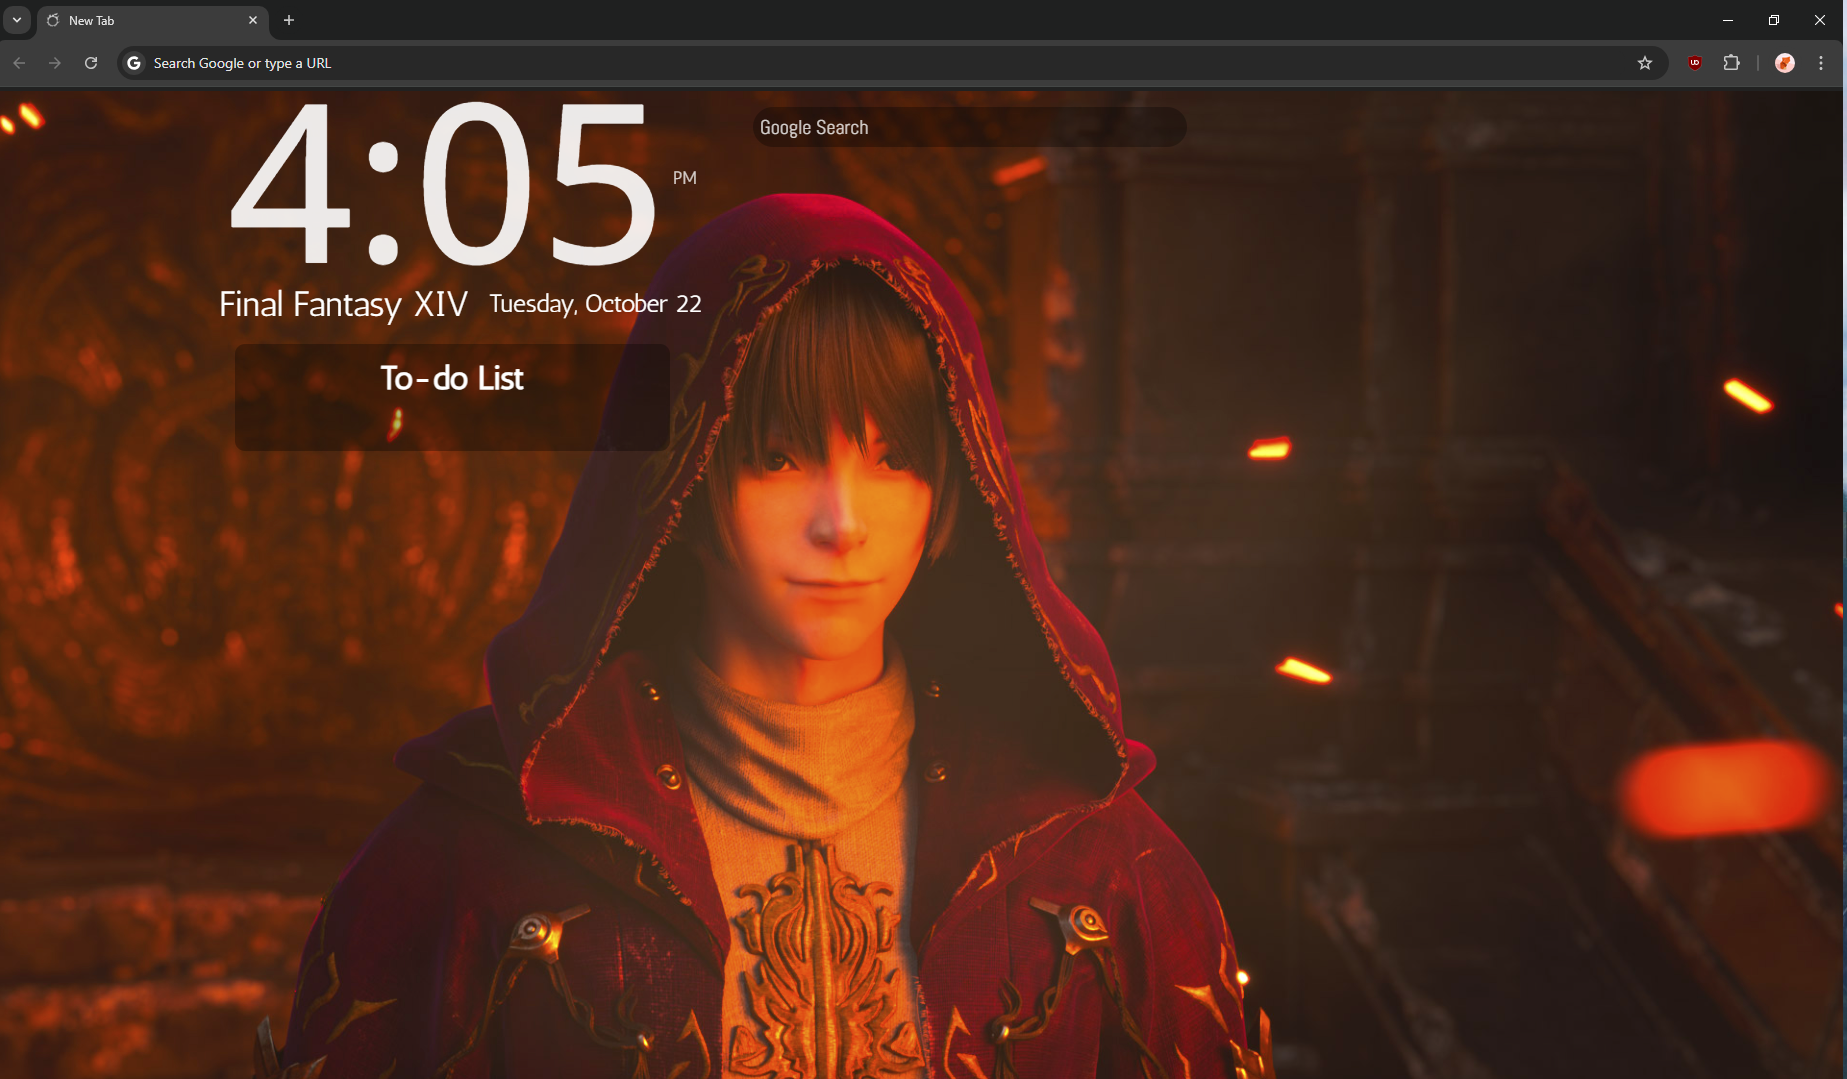 New Tab
Search Google or type a URL
4:05 PM
Google Search
Final Fantasy XIV Tuesday, October 22
To-do List